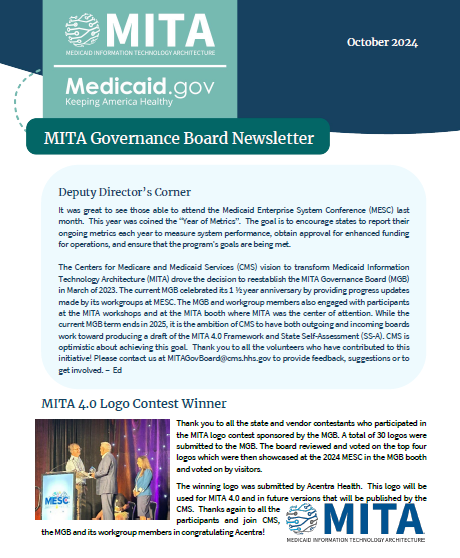 MITA
MEDICAID INFORMATION TECHNOLOGY ARCHITECTURE
October 2024
Medicaid.gov
Keeping America Healthy
MITA Governance Board Newsletter
Deputy Director's Corner
It was great to see those able to attend the Medicaid Enterprise System Conference (MESC) last
month. This year was coined the "Year of Metrics". The goal is to encourage states to report their
ongoing metrics each year to measure system performance, obtain approval for enhanced funding
for operations, and ensure that the program's goals are being met.
The Centers for Medicare and Medicaid Services (CMS) vision to transform Medicaid Information
Technology Architecture (MITA) drove the decision to reestablish the MITA Governance Board (MGB)
in March of 2023. The current MGB celebrated its 1 ½ year anniversary by providing progress updates
made by its workgroups at MESC. The MGB and workgroup members also engaged with participants
at the MITA workshops and at the MITA booth where MITA was the center of attention. While the
current MGB term ends in 2025, it is the ambition of CMS to have both outgoing and incoming boards
work toward producing a draft of the MITA 4.0 Framework and State Self-Assessment (SS-A). CMS is
optimistic about achieving this goal. Thank you to all the volunteers who have contributed to this
initiative! Please contact us at MITAGovBoard@cms.hhs.gov to provide feedback, suggestions or to
get involved. – Ed
MITA 4.0 Logo Contest Winner
Thank you to all the state and vendor contestants who participated in
the MITA logo contest sponsored by the MGB. A total of 30 logos were
submitted to the MGB. The board reviewed and voted on the top four
logos which were then showcased at the 2024 MESC in the MGB booth
and voted on by visitors.
The winning logo was submitted by Acentra Health. This logo will be
used for MITA 4.0 and in future versions that will be published by the
CMS. Thanks again to all the
participants and join CMS,
the MGB and its workgroup members in congratulating Acentra!
MESC
MITA
MEDICAID INFORMATION TECHNOLOGY ARCHITECTURE